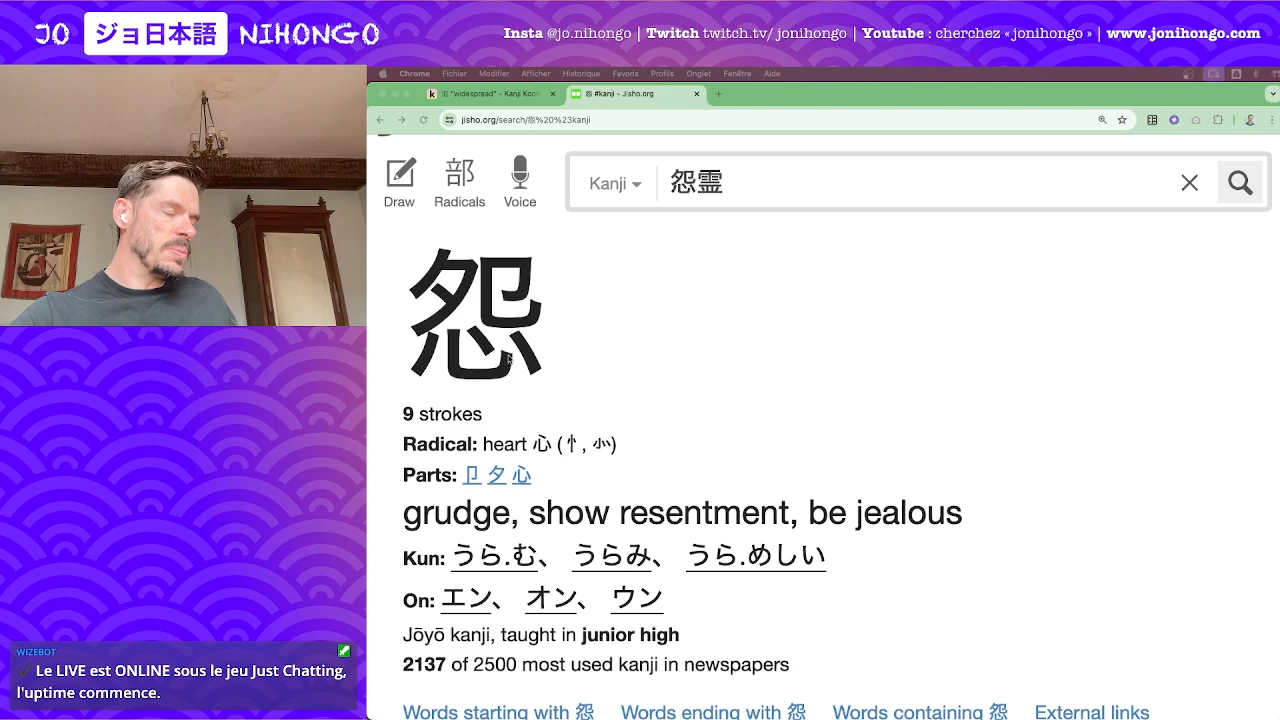 JO ジョ日本語 NIHONGO
Insta @jo.nihongo | Twitch twitch.tv/ jonihongo | Youtube : cherchez « jonihongo » | www.jonihongo.com
Chrome Fichier Modifier Afficher Historique Favoris Profils Onglet Fenêtre Aide
怨 #kanji - Jisho.org
jisho.org/search/怨%20%23kanji
Draw Radicals Voice
部
Kanji 怨霊
怨
9 strokes
Radical: heart 心 (忄, ⺗)
Parts: 卩 夕 心
grudge, show resentment, be jealous
Kun: うら.む、 うらみ、 うら.めしい
On: エン、 オン、 ウン
Jōyō kanji, taught in junior high
2137 of 2500 most used kanji in newspapers
Words starting with 怨 Words ending with 怨 Words containing 怨 External links
WIZEBOT
Le LIVE est ONLINE sous le jeu Just Chatting,
l'uptime commence.